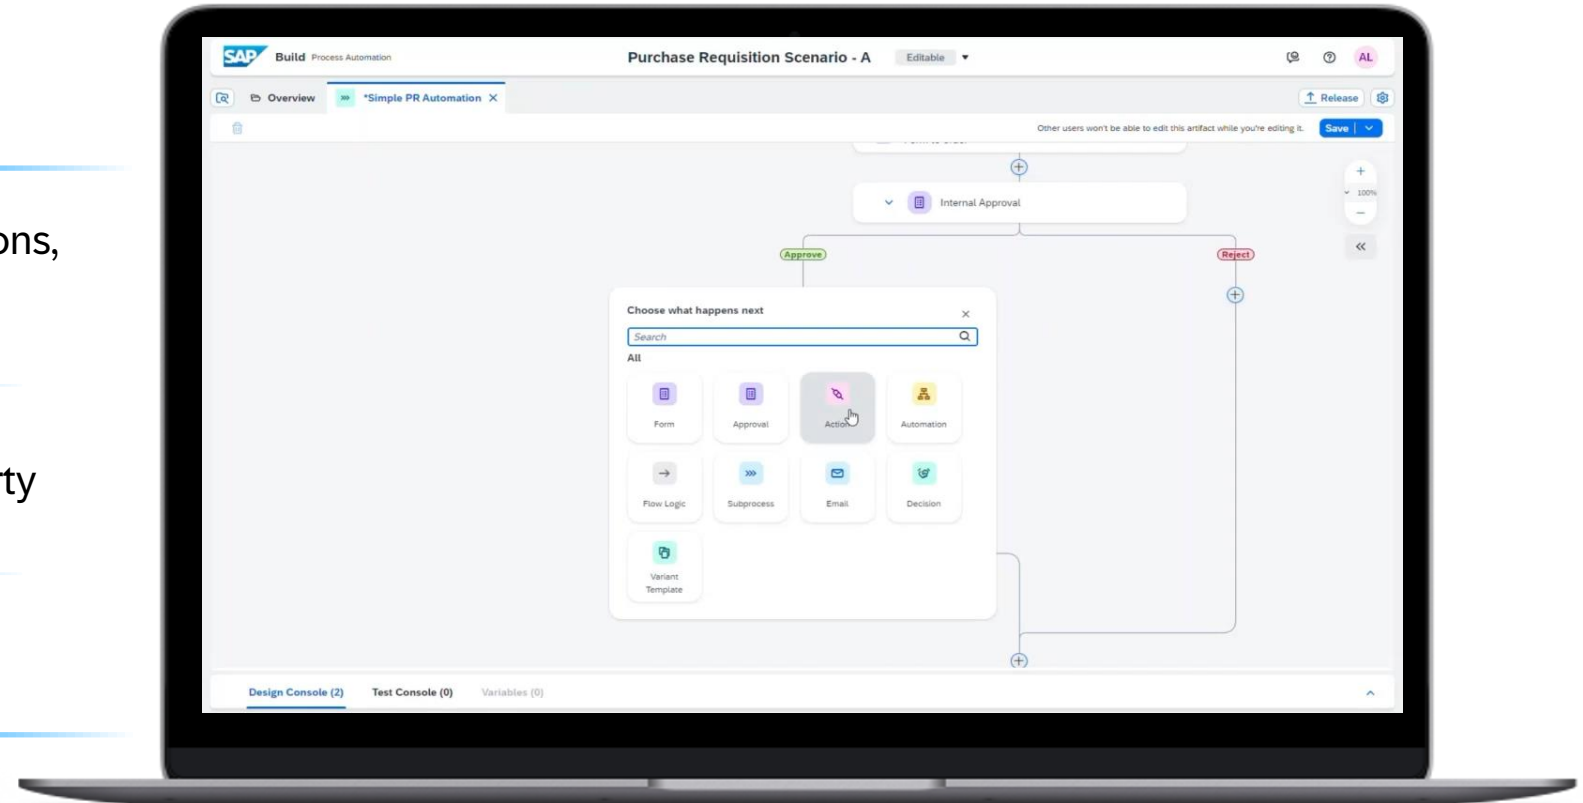 ons,
rty
SAP Build Process Automation
Purchase Requisition Scenario - A Editable
AL
Overview *Simple PR Automation
Release
Other users won't be able to edit this artifact while you're editing it. Save
Internal Approval
100%
Approve
Reject
Choose what happens next
Search
All
Form Approval Action Automation
Flow Logic Subprocess Email Decision
Variant
Template
Design Console (2) Test Console (0) Variables (0)